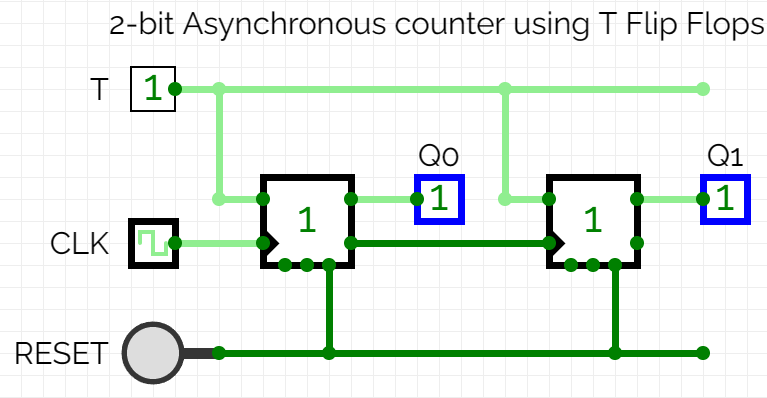 2-bit Asynchronous counter using T Flip Flops
T 1
Q0 Q1
1 1 1 1
CLK
RESET